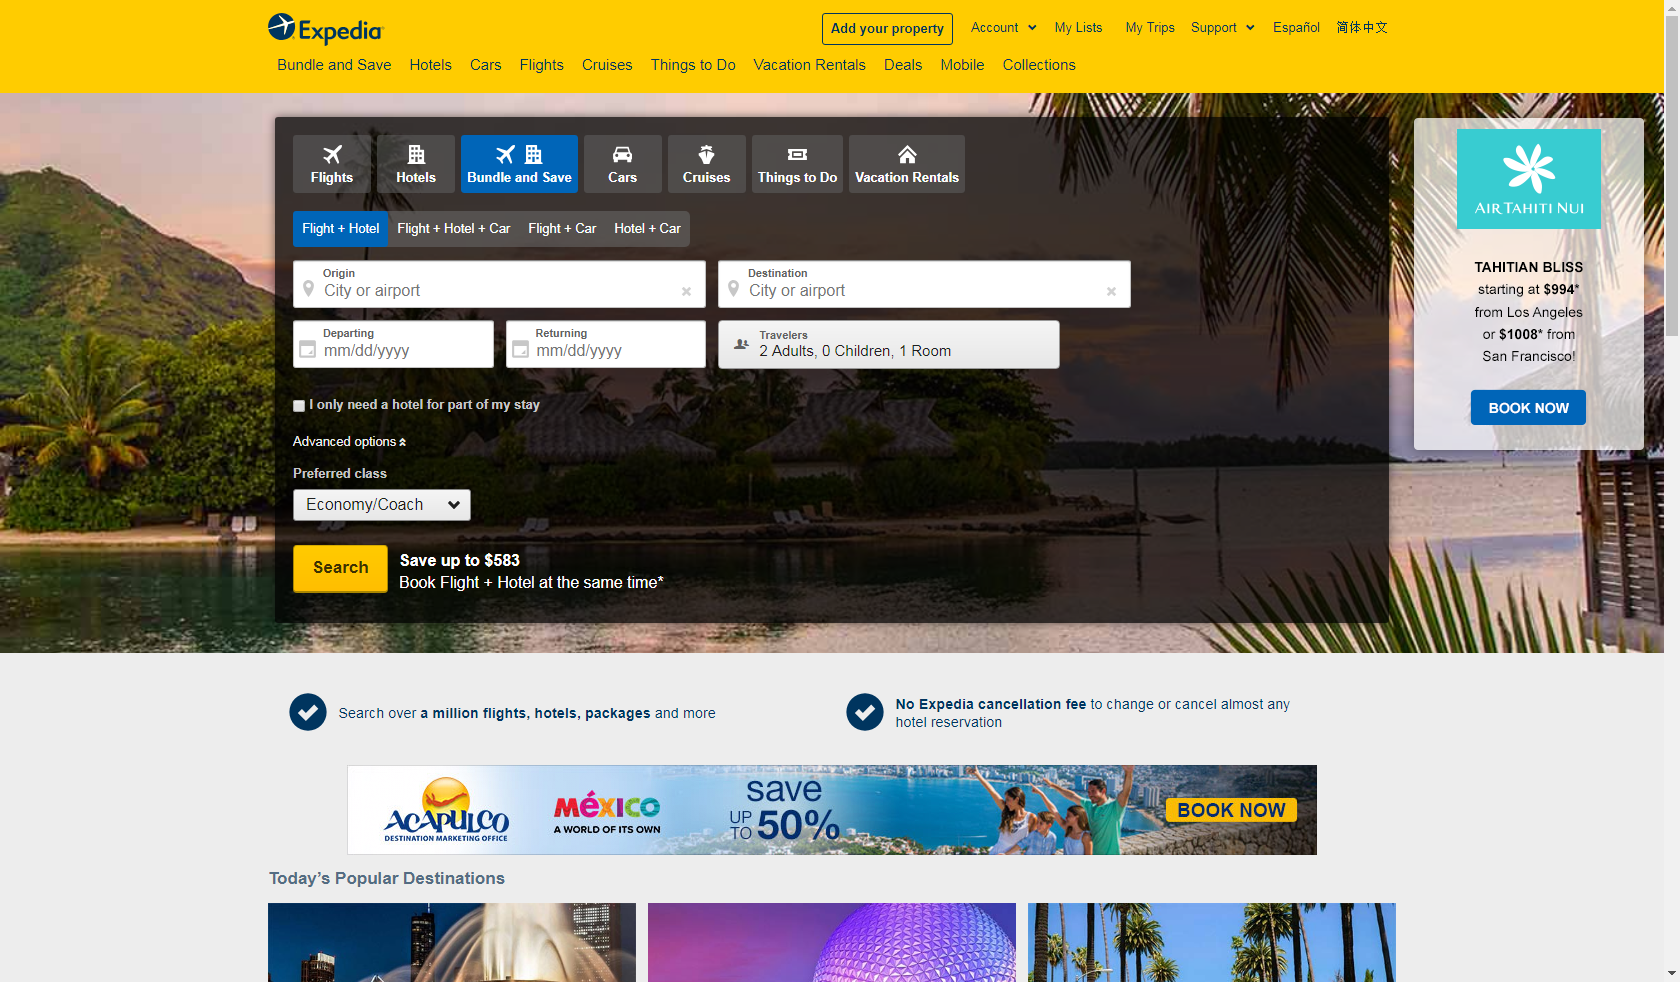 Expedia
Add your property
Account
My Lists
My Trips
Support
Español
简体中文
Bundle and Save
Hotels
Cars
Flights
Cruises
Things to Do
Vacation Rentals
Deals
Mobile
Collections
Flights
Hotels
Bundle and Save
Cars
Cruises
Things to Do
Vacation Rentals
Flight + Hotel
Flight + Hotel + Car
Flight + Car
Hotel + Car
Origin
City or airport
Destination
City or airport
Departing
mm/dd/yyyy
Returning
mm/dd/yyyy
Travelers
2 Adults, 0 Children, 1 Room
I only need a hotel for part of my stay
Advanced options
Preferred class
Economy/Coach
Search
Save up to $583
Book Flight + Hotel at the same time*
AIR TAHITI NUI
TAHITIAN BLISS
starting at $994*
from Los Angeles
or $1008* from
San Francisco!
BOOK NOW
Search over a million flights, hotels, packages and more
No Expedia cancellation fee to change or cancel almost any
hotel reservation
ACAPULCO
DESTINATION MARKETING OFFICE
MéXICO
A WORLD OF ITS OWN
save
UP TO 50%
BOOK NOW
Today's Popular Destinations